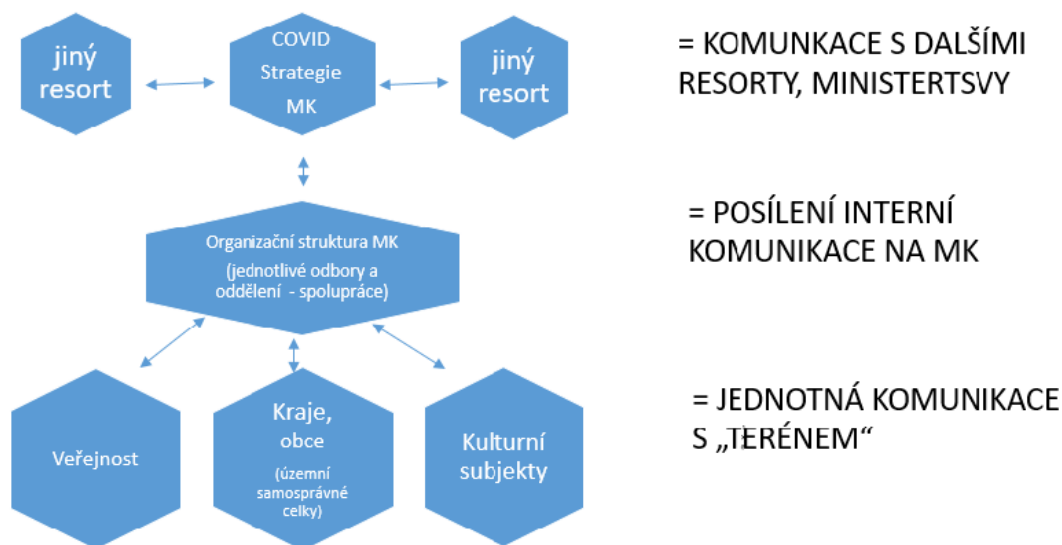 jiný
resort
COVID
Strategie
MK
jiný
resort
= KOMUNKACE S DALŠÍMI
RESORTY, MINISTERTSVY
Organizační struktura MK
(jednotlivé odbory a
oddělení - spolupráce)
= POSÍLENÍ INTERNÍ
KOMUNIKACE NA MK
Veřejnost
Kraje,
obce
(územní
samosprávné
celky)
Kulturní
subjekty
= JEDNOTNÁ KOMUNIKACE
S „TERÉNEM“